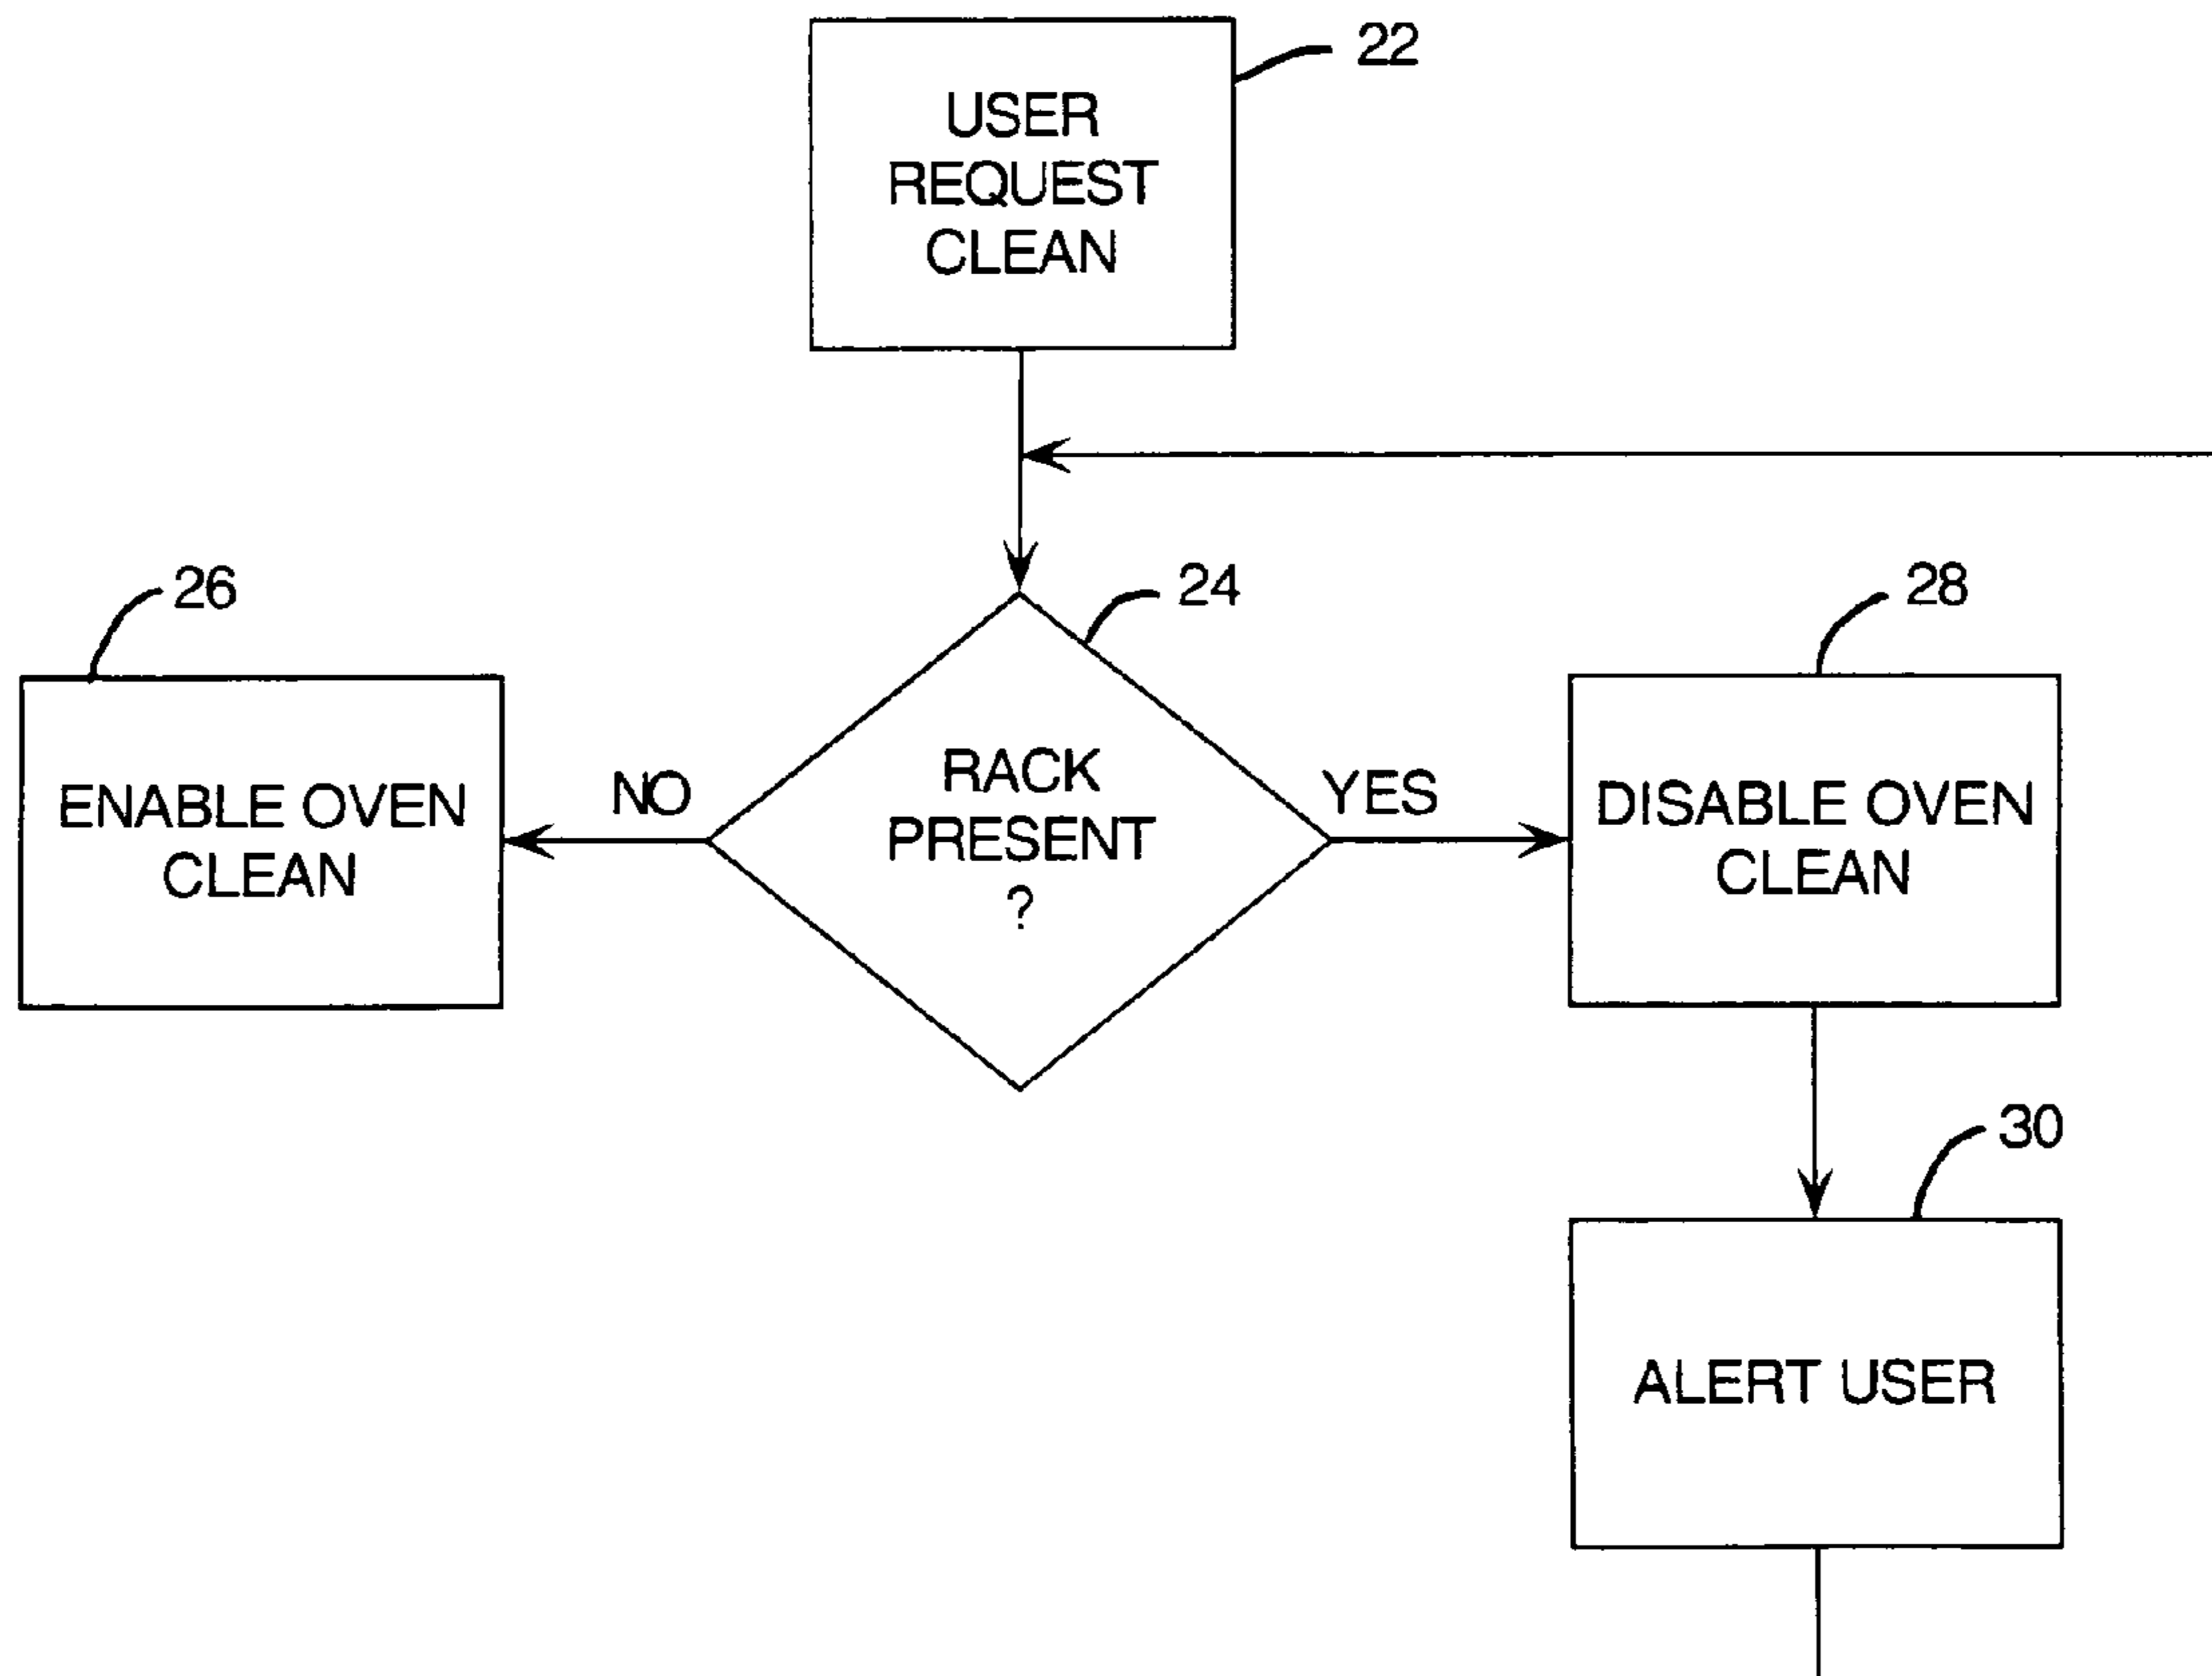 22
USER
REQUEST
CLEAN
26
24
28
NO
RACK
PRESENT
?
YES
ENABLE OVEN
CLEAN
DISABLE OVEN
CLEAN
30
ALERT USER